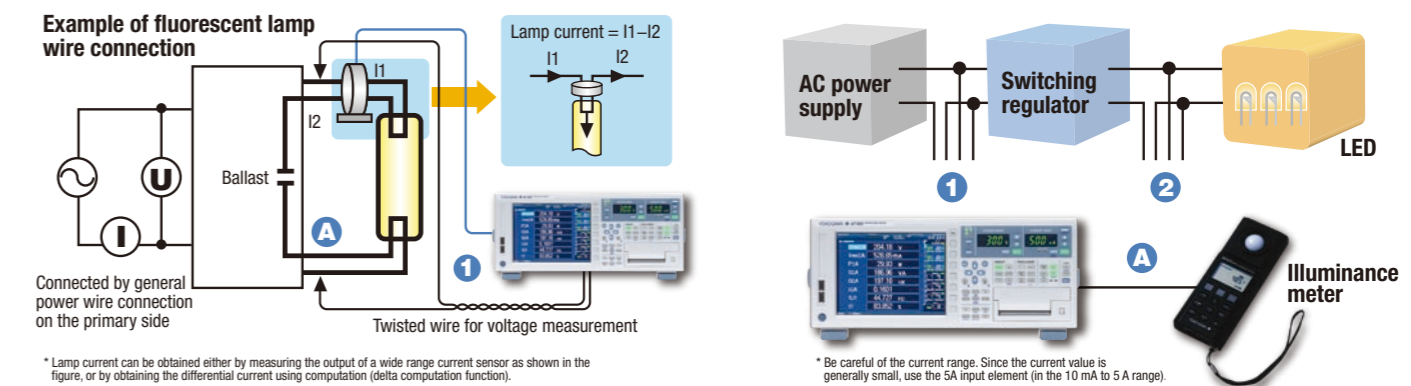 Example of fluorescent lamp
wire connection
Lamp current = I1–I2
I1
I2
I1
I2
Ballast
U
I
A
1
Connected by general
power wire connection
on the primary side
Twisted wire for voltage measurement
* Lamp current can be obtained either by measuring the output of a wide range current sensor as shown in the
figure, or by obtaining the differential current using computation (delta computation function).
AC power
supply
Switching
regulator
LED
1
2
YOKOGAWA
204.18 V
300
500
A
Illuminance
meter
* Be careful of the current range. Since the current value is
generally small, use the 5A input element (in the 10 mA to 5 A range).